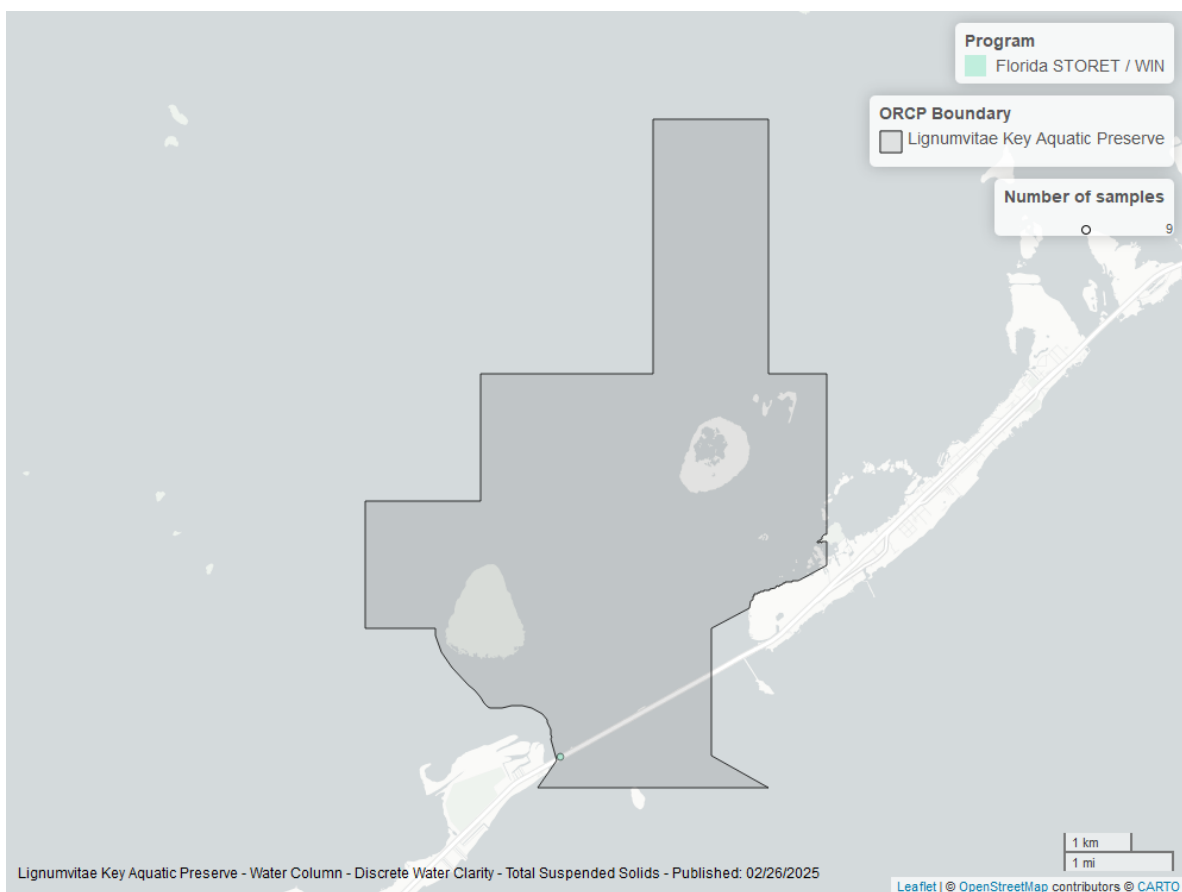 Program
Florida STORET / WIN
ORCP Boundary
Lignumvitae Key Aquatic Preserve
Number of samples
9
1 km
1 mi
Lignumvitae Key Aquatic Preserve - Water Column - Discrete Water Clarity - Total Suspended Solids - Published: 02/26/2025
Leaflet | © OpenStreetMap contributors © CARTO